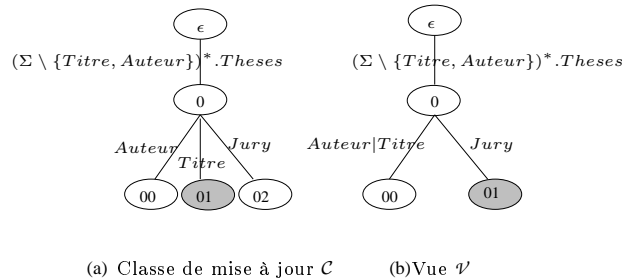 ϵ ϵ
(Σ \ {Titre, Auteur})*.Theses (Σ \ {Titre, Auteur})*.Theses
0 0
Auteur Titre Jury Auteur|Titre Jury
00 01 02 00 01
(a) Classe de mise à jour C (b)Vue V